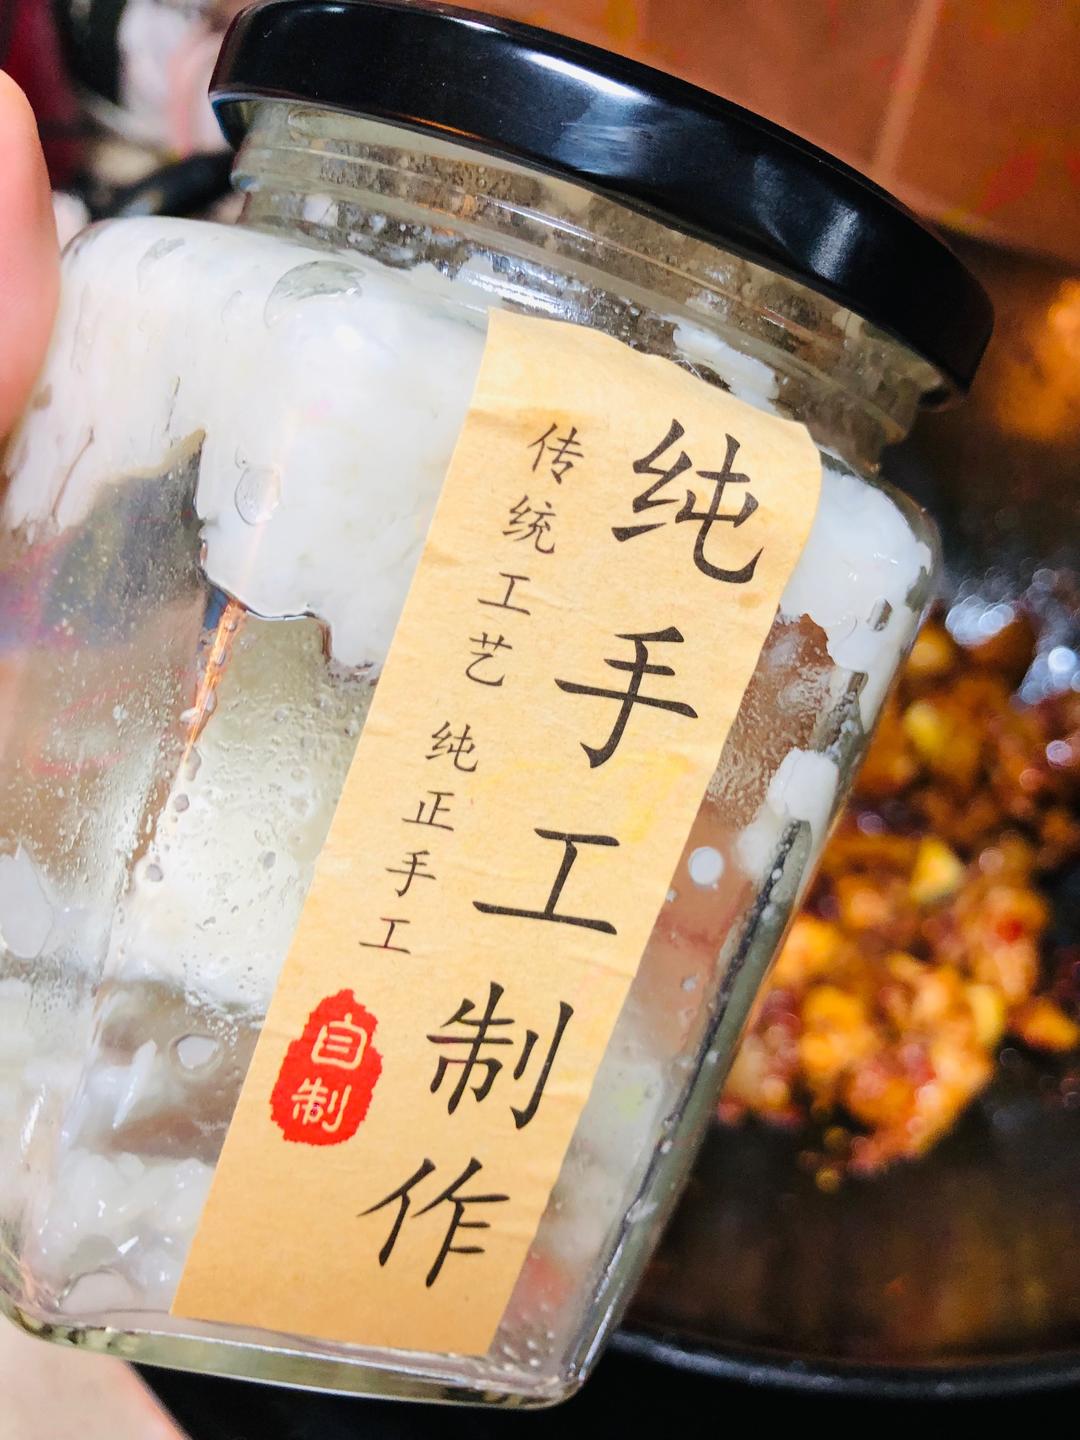 纯手工制作
传统工艺 纯正手工
自制